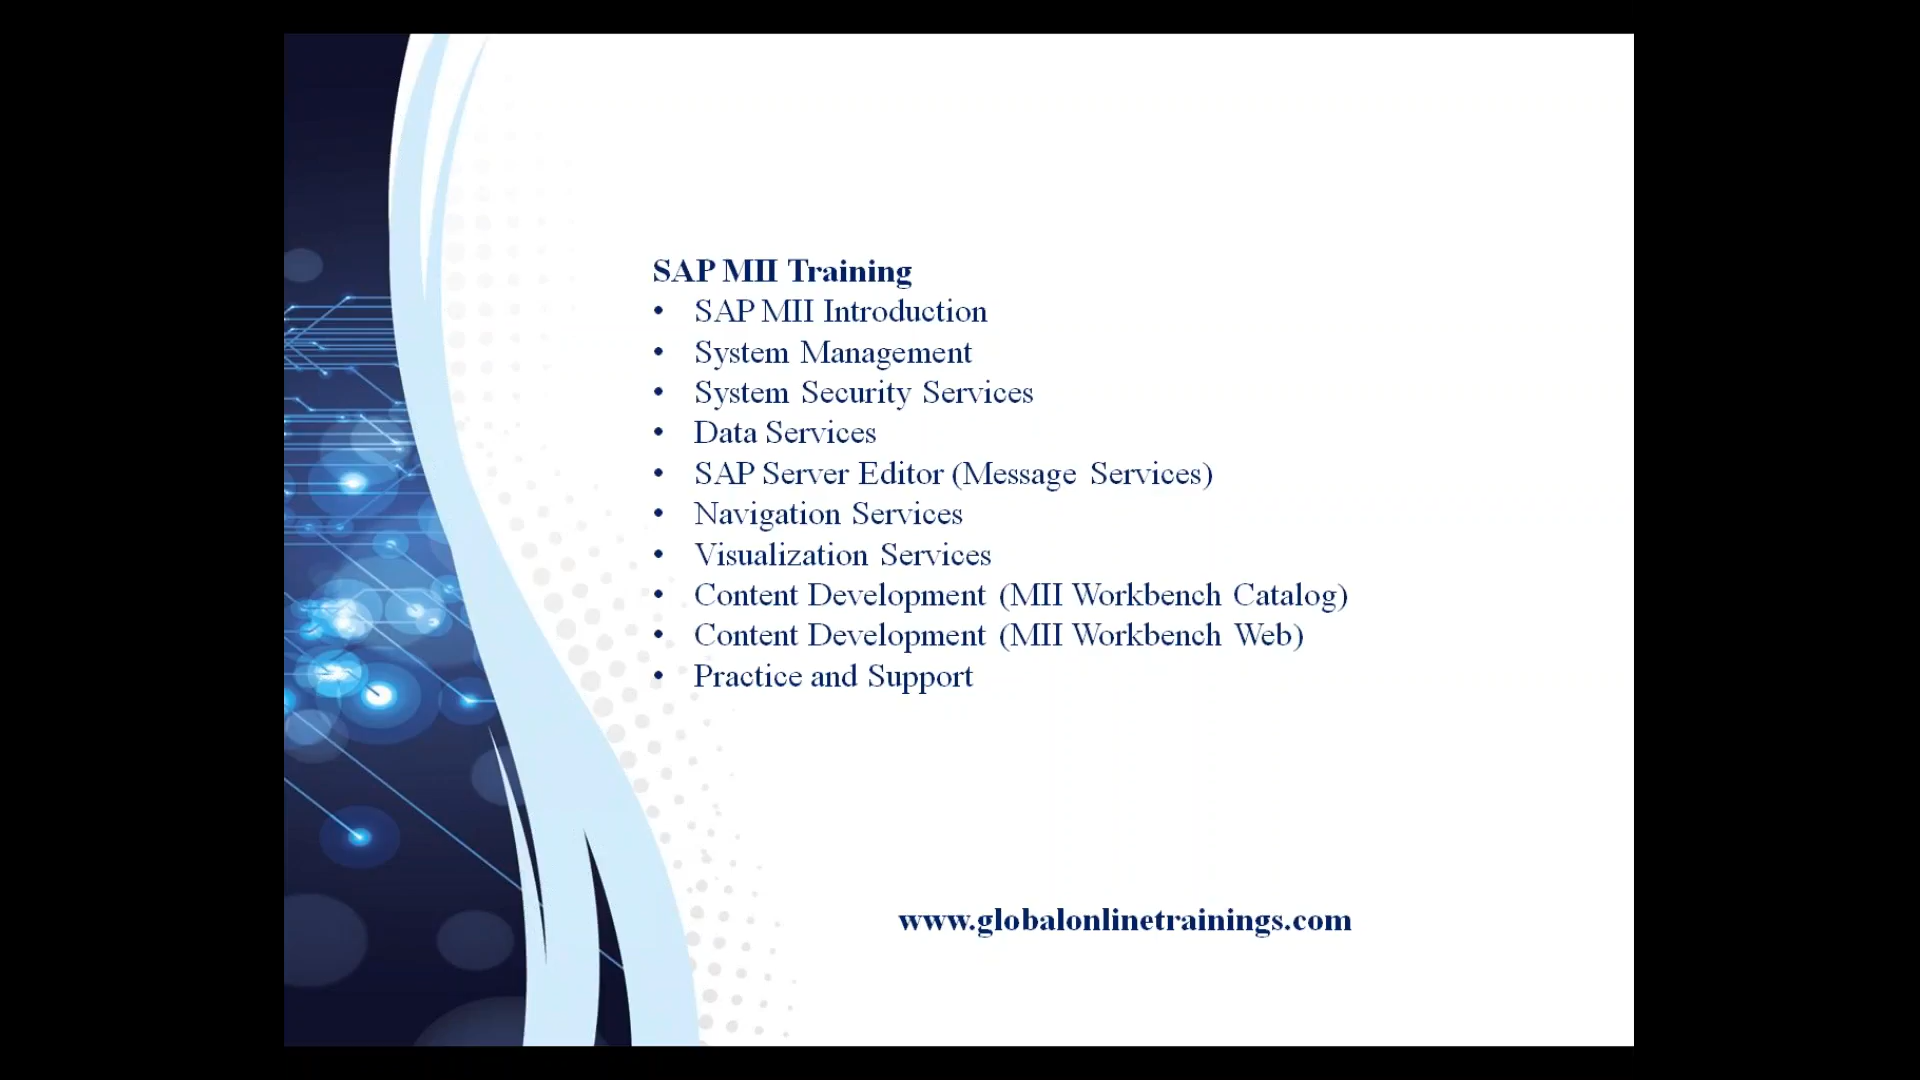 SAP MII Training
• SAP MII Introduction
• System Management
• System Security Services
• Data Services
• SAP Server Editor (Message Services)
• Navigation Services
• Visualization Services
• Content Development (MII Workbench Catalog)
• Content Development (MII Workbench Web)
• Practice and Support
www.globalonlinetrainings.com